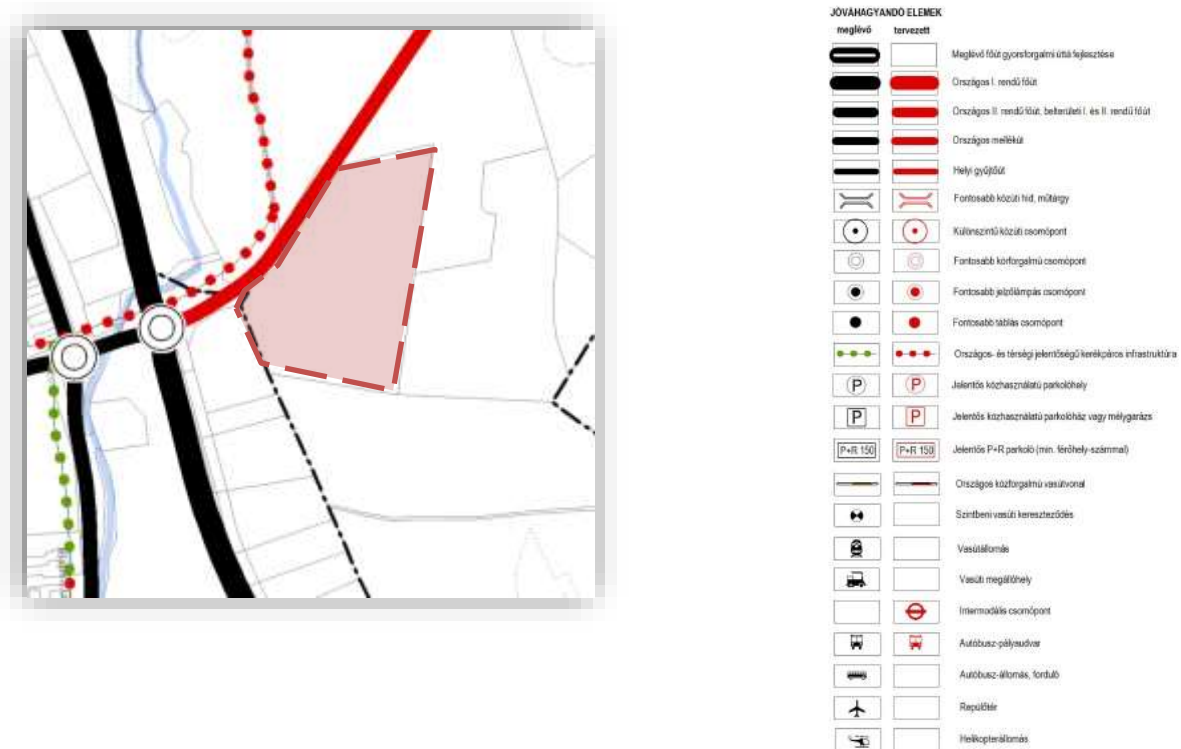 JÓVÁHAGYANDÓ ELEMEK
meglévő tervezett
Meglévő főút gyorsforgalmi úttá fejlesztése
Országos I. rendű főút
Országos II. rendű főút, belterületi I. és II. rendű főút
Országos mellékút
Helyi gyűjtőút
Fontosabb közúti híd, műtárgy
Különszintű közúti csomópont
Fontosabb körforgalmú csomópont
Fontosabb jelzőlámpás csomópont
Fontosabb táblás csomópont
Országos- és térségi jelentőségű kerékpáros infrastruktúra
P P Jelentős közhasználatú parkolóhely
P P Jelentős közhasználatú parkolóház vagy mélygarázs
P+R 150 P+R 150 Jelentős P+R parkoló (min. férőhely-számmal)
Országos közforgalmú vasútvonal
Szintbeni vasúti kereszteződés
Vasútállomás
Vasúti megállóhely
Intermodális csomópont
Autóbusz-pályaudvar
Autóbusz-állomás, forduló
Repülőtér
Helikopterállomás